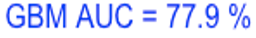 GBM AUC = 77.9 %